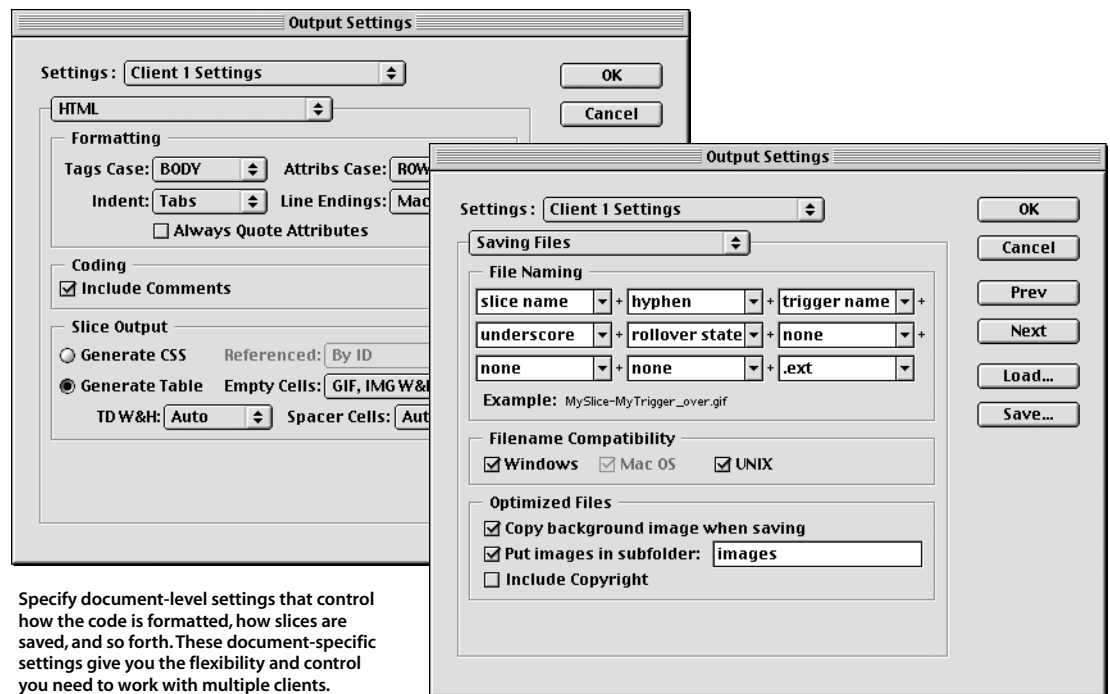 Output Settings
Settings: Client 1 Settings
OK
HTML
Cancel
Formatting
Tags Case: BODY Attribs Case: ROW
Indent: Tabs Line Endings: Mac
Always Quote Attributes
Coding
Include Comments
Slice Output
Generate CSS Referenced: By ID
Generate Table Empty Cells: GIF, IMG W&
TD W&H: Auto Spacer Cells: Aut
Output Settings
Settings: Client 1 Settings
OK
Saving Files
Cancel
File Naming
Prev
slice name + hyphen + trigger name +
Next
underscore + rollover state + none +
none + none + .ext
Load...
Example: MySlice-MyTrigger_over.gif
Save...
Filename Compatibility
Windows Mac OS UNIX
Optimized Files
Copy background image when saving
Put images in subfolder: images
Include Copyright
Specify document-level settings that control
how the code is formatted, how slices are
saved, and so forth. These document-specific
settings give you the flexibility and control
you need to work with multiple clients.